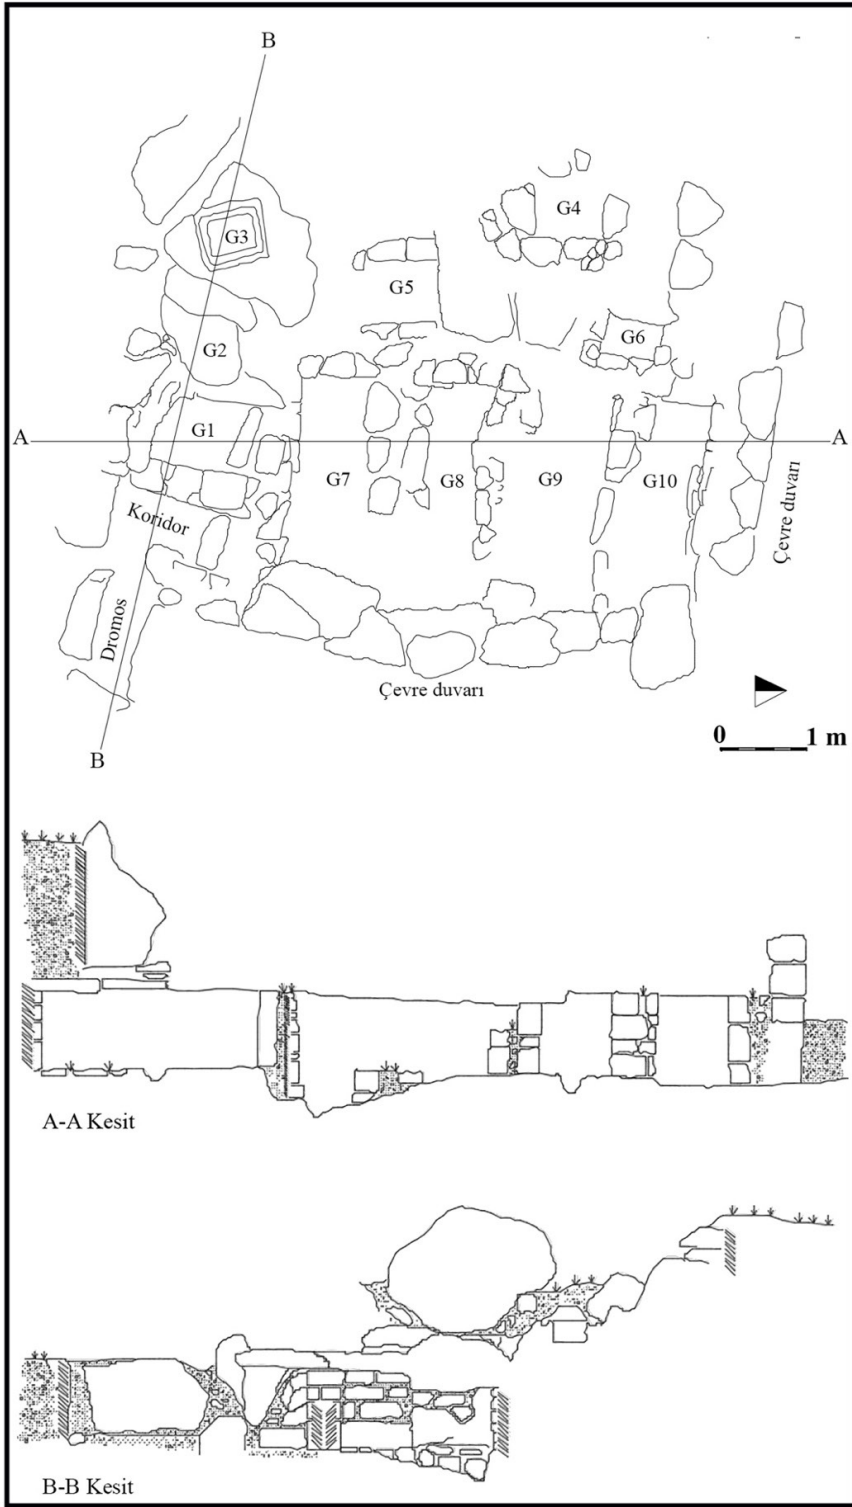 B
G3
G4
G5
G2
G6
A
G1
A
G7
G8
G9
G10
Koridor
Çevre duvarı
Dromos
Çevre duvarı
B
0 1 m
A-A Kesit
B-B Kesit